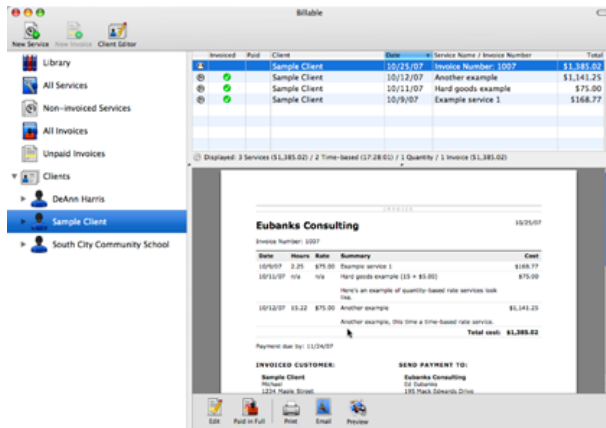 Billable
New Service New Invoice Client Editor
Library
All Services
Non-invoiced Services
All Invoices
Unpaid Invoices
Clients
DeAnn Harris
Sample Client
South City Community School
Invoiced Paid Client Date Service Name / Invoice Number Total
Sample Client 10/25/07 Invoice Number: 1007 $1,385.02
Sample Client 10/12/07 Another example $1,141.25
Sample Client 10/11/07 Hard goods example $75.00
Sample Client 10/9/07 Example service 1 $168.77
Displayed: 3 Services ($1,385.02) / 2 Time-based (17:28:01) / 1 Quantity / 1 Invoice ($1,385.02)
INVOICE
Eubanks Consulting 10/25/07
Invoice Number: 1007
Date Hours Rate Summary Cost
10/9/07 2.25 $75.00 Example service 1 $168.77
10/11/07 n/a n/a Hard goods example (15 × $5.00) $75.00
Here's an example of quantity-based rate services look
like.
10/12/07 15.22 $75.00 Another example $1,141.25
Another example, this time a time-based rate service.
Total cost: $1,385.02
Payment due by: 11/24/07
INVOICED CUSTOMER: SEND PAYMENT TO:
Sample Client Eubanks Consulting
Michael Ed Eubanks
1234 Maple Street 195 Mack Edwards Drive
Edit Paid in Full Print Email Preview